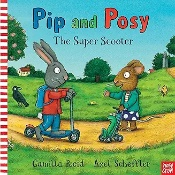 Pip and Posy
The Super Scooter
Camilla Reid Axel Scheffler
nosy
crow